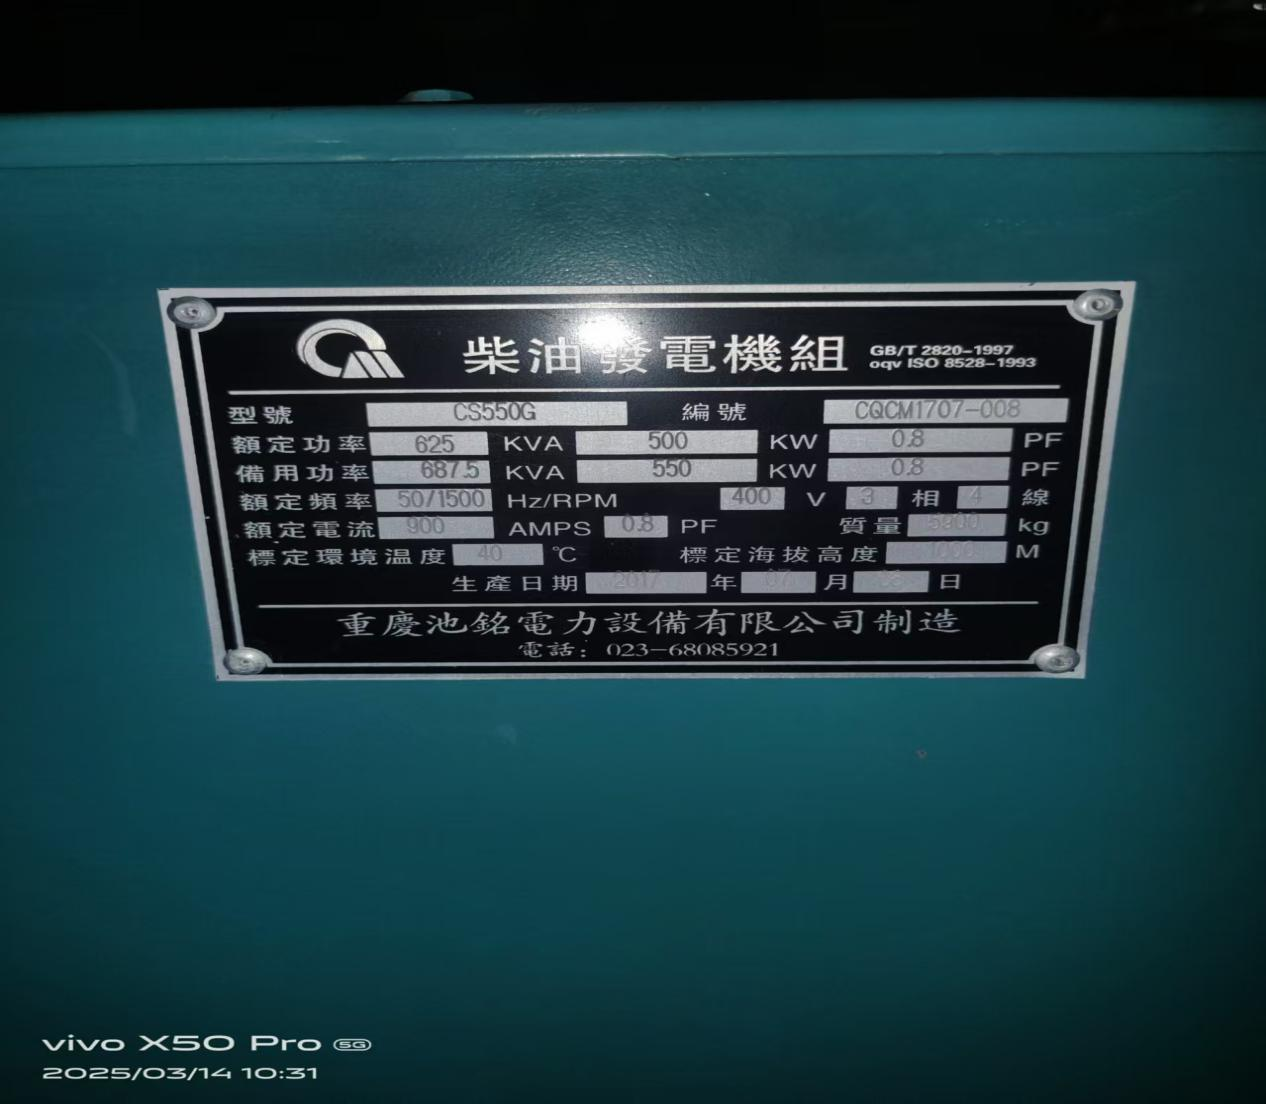 柴油發電機組 GB/T 2820-1997
eqv ISO 8528-1993
型號 CS550G 編號 CQCM1707-008
額定功率 625 KVA 500 KW 0.8 PF
備用功率 687.5 KVA 550 KW 0.8 PF
額定頻率 50/1500 Hz/RPM 400 V 3 相 4 線
額定電流 900 AMPS 0.8 PF 質量 kg
標定環境温度 40 ℃ 標定海拔高度 1000 M
生產日期 2017 年 07 月 日
重慶池銘電力設備有限公司制造
電話：023-68085921
vivo X50 Pro 5G
2025/03/14 10:31